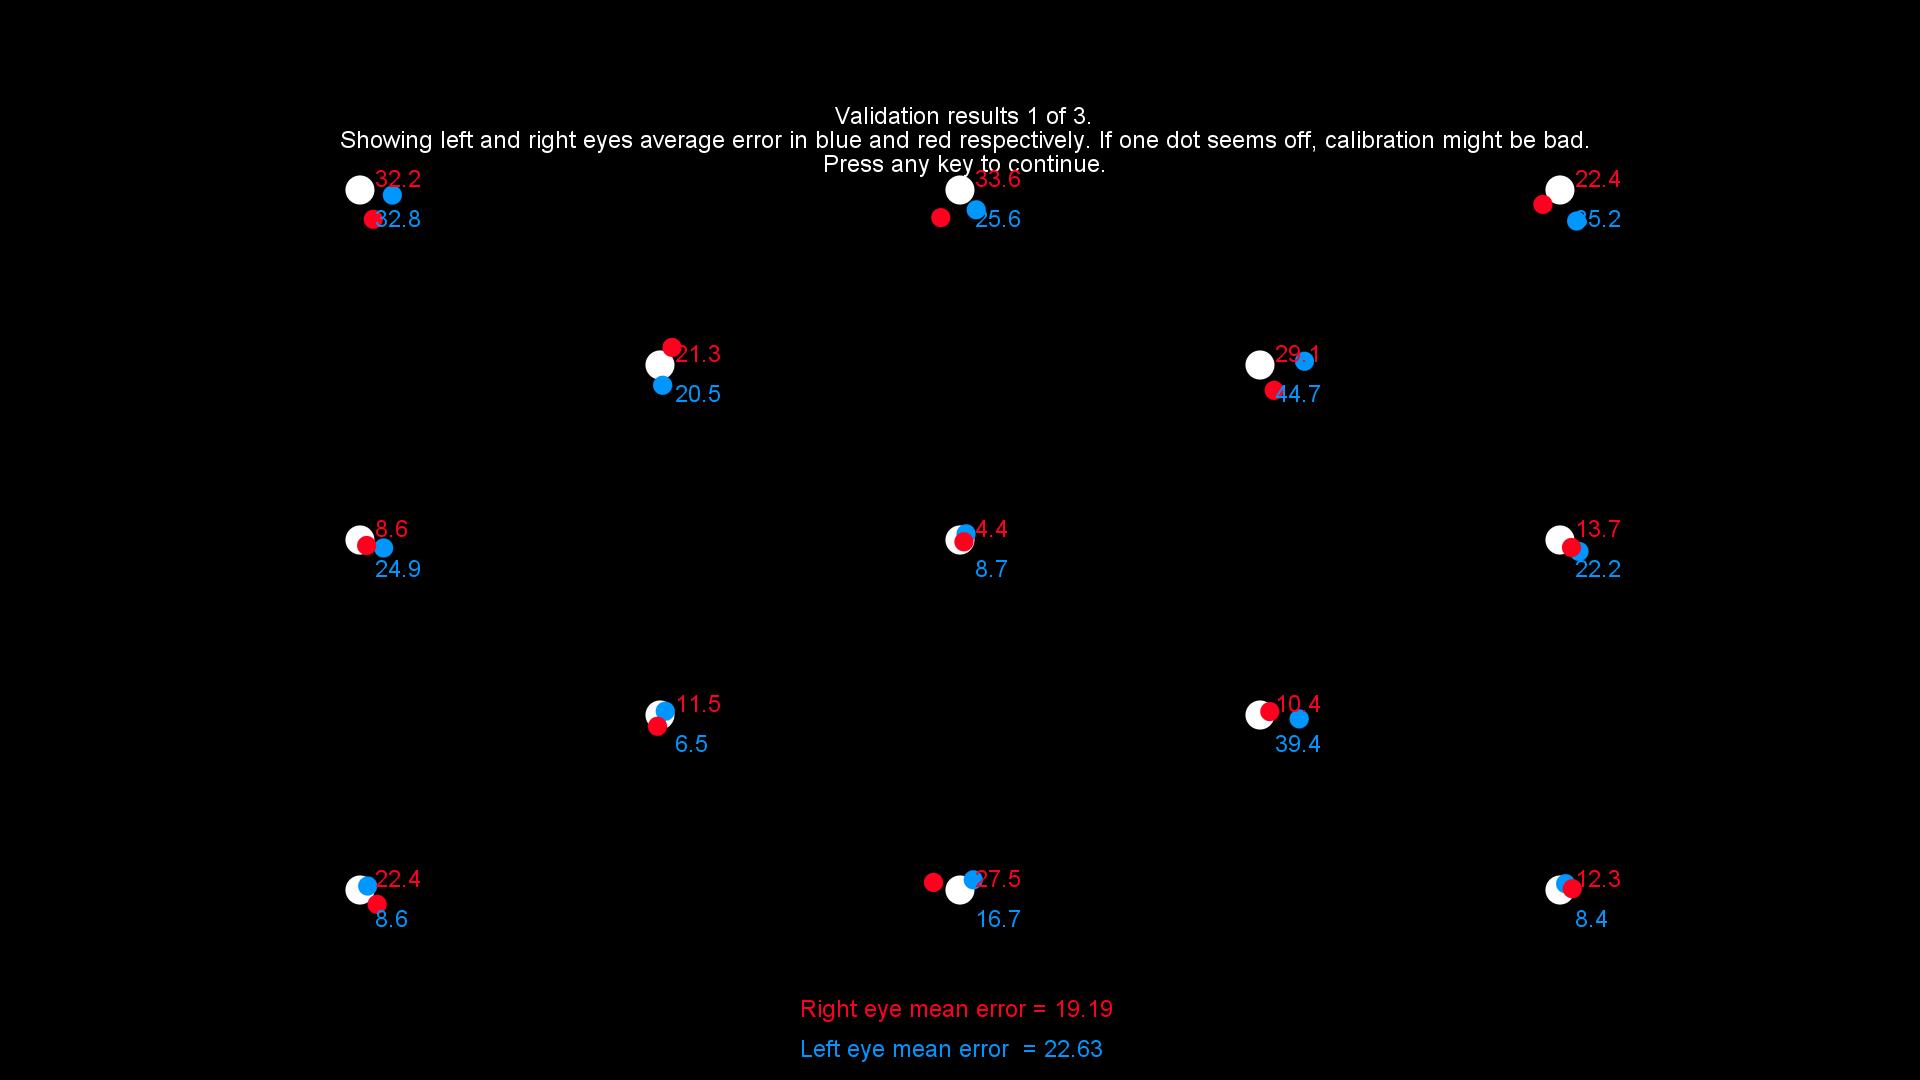 Validation results 1 of 3.
Showing left and right eyes average error in blue and red respectively. If one dot seems off, calibration might be bad.
Press any key to continue.
32.2 33.6 22.4
32.8 25.6 35.2
21.3 29.1
20.5 44.7
8.6 4.4 13.7
24.9 8.7 22.2
11.5 10.4
6.5 39.4
22.4 27.5 12.3
8.6 16.7 8.4
Right eye mean error = 19.19
Left eye mean error = 22.63